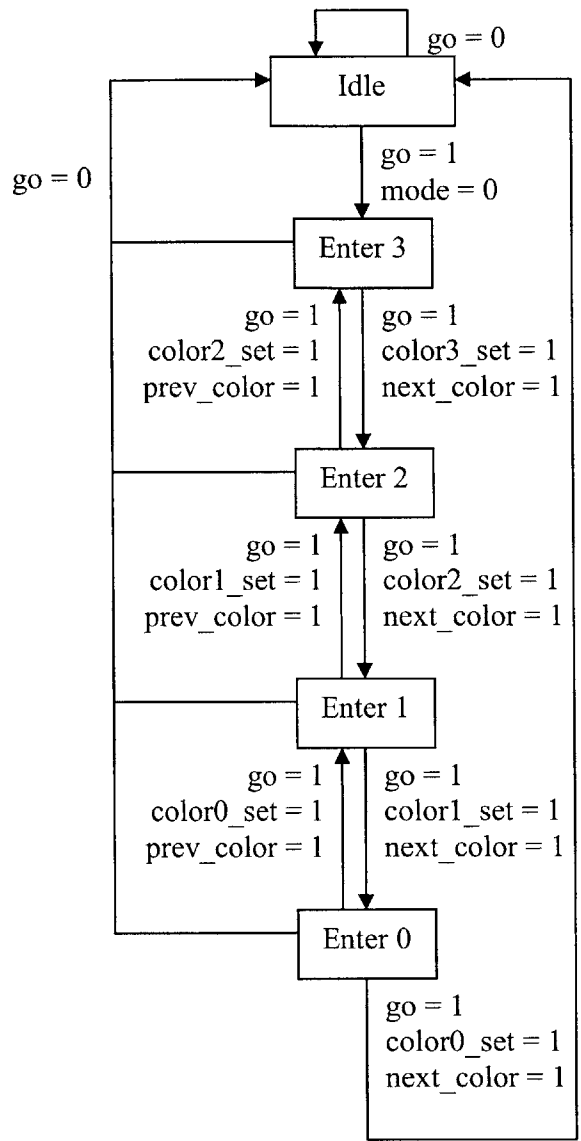 go = 0
Idle
go = 1
mode = 0
go = 0
Enter 3
go = 1
color2_set = 1
prev_color = 1
go = 1
color3_set = 1
next_color = 1
Enter 2
go = 1
color1_set = 1
prev_color = 1
go = 1
color2_set = 1
next_color = 1
Enter 1
go = 1
color0_set = 1
prev_color = 1
go = 1
color1_set = 1
next_color = 1
Enter 0
go = 1
color0_set = 1
next_color = 1